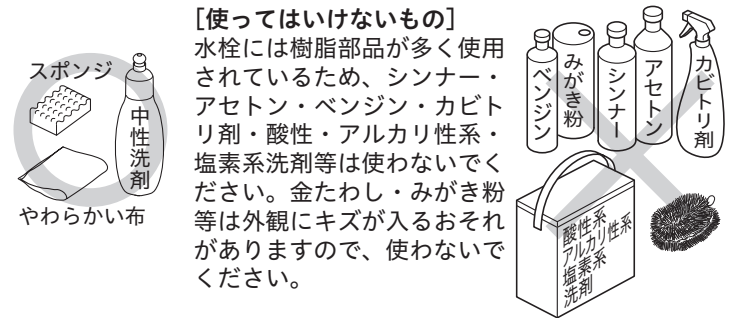 スポンジ
中性洗剤
やわらかい布
[使ってはいけないもの]
水栓には樹脂部品が多く使用
されているため、シンナー・
アセトン・ベンジン・カビト
リ剤・酸性・アルカリ性系・
塩素系洗剤等は使わないでく
ださい。金たわし・みがき粉
等は外観にキズが入るおそれ
がありますので、使わないで
ください。
ベンジン
みがき粉
シンナー
アセトン
カビトリ剤
酸性系
アルカリ性系
塩素系
洗剤